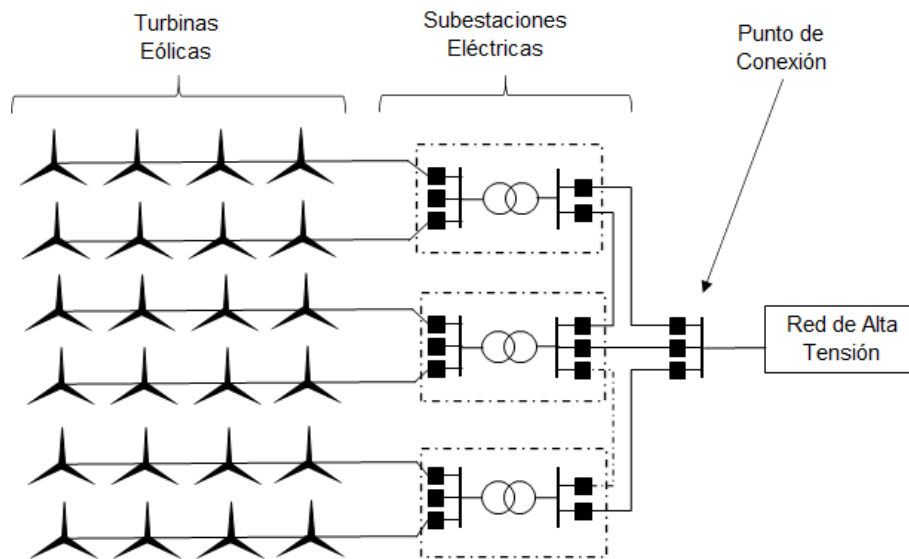 Turbinas
Eólicas
Subestaciones
Eléctricas
Punto de
Conexión
Red de Alta
Tensión